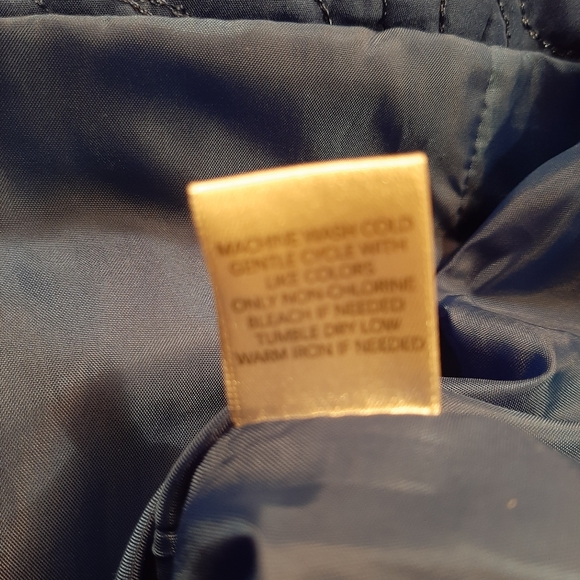 MACHINE WASH COLD
GENTLE CYCLE WITH
LIKE COLORS
ONLY NON-CHLORINE
BLEACH IF NEEDED
TUMBLE DRY LOW
WARM IRON IF NEEDED